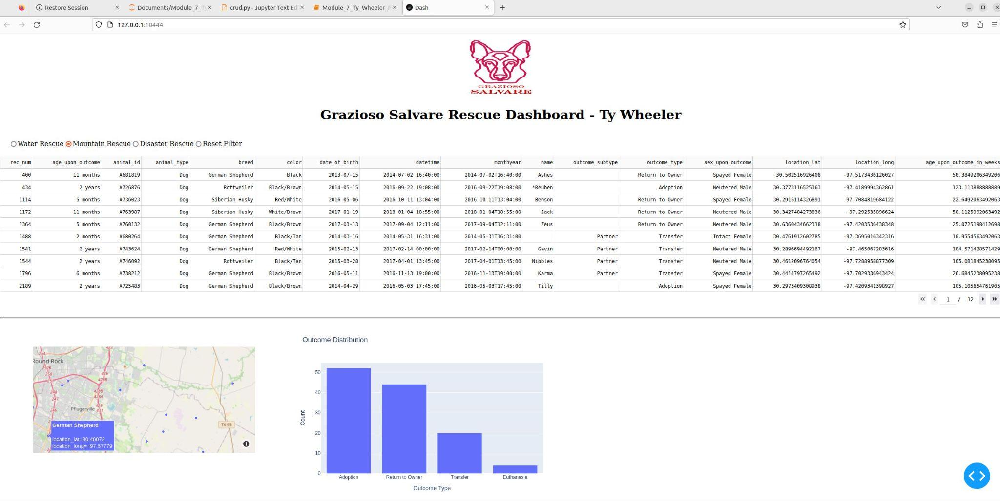 Restore Session
Documents/Module_7_Ty
crud.py - Jupyter Text Edi
Module_7_Ty_Wheeler_P
Dash
127.0.0.1:10444
GRAZIOSO
SALVARE
Grazioso Salvare Rescue Dashboard - Ty Wheeler
Water Rescue Mountain Rescue Disaster Rescue Reset Filter
rec_num age_upon_outcome animal_id animal_type breed color date_of_birth datetime monthyear name outcome_subtype outcome_type sex_upon_outcome location_lat location_long age_upon_outcome_in_weeks
400 11 months A681819 Dog German Shepherd Black 2013-07-15 2014-07-02 16:40:00 2014-07-02T16:40:00 Ashes Return to Owner Spayed Female 30.502516926408 -97.5173436126027 50.3849206349206
434 2 years A726876 Dog Rottweiler Black/Brown 2014-05-15 2016-09-22 19:08:00 2016-09-22T19:08:00 *Reuben Adoption Neutered Male 30.3773116525363 -97.4189994362861 123.113888888889
1114 5 months A736023 Dog Siberian Husky Red/White 2016-05-06 2016-10-11 13:04:00 2016-10-11T13:04:00 Benson Return to Owner Spayed Female 30.2915114326891 -97.7084819684122 22.6492063492063
1172 11 months A763987 Dog Siberian Husky White/Brown 2017-01-19 2018-01-04 18:55:00 2018-01-04T18:55:00 Jack Return to Owner Neutered Male 30.3427484273836 -97.292535896624 50.1125992063492
1364 5 months A760132 Dog German Shepherd Black/Brown 2017-03-13 2017-09-04 12:11:00 2017-09-04T12:11:00 Zeus Return to Owner Neutered Male 30.6360434662318 -97.4203536438348 25.0725198412698
1488 2 months A680264 Dog German Shepherd Black/Tan 2014-03-16 2014-05-31 16:31:00 2014-05-31T16:31:00 Partner Transfer Intact Female 30.4761912602785 -97.3695016342316 10.9554563492063
1541 2 years A743624 Dog German Shepherd Red/White 2015-02-13 2017-02-14 00:00:00 2017-02-14T00:00:00 Gavin Partner Transfer Neutered Male 30.2896694492167 -97.465067283616 104.571428571429
1544 2 years A746092 Dog Rottweiler Black/Tan 2015-03-28 2017-04-01 13:45:00 2017-04-01T13:45:00 Nibbles Partner Transfer Neutered Male 30.4612096764054 -97.7288958877309 105.081845238095
1796 6 months A738212 Dog German Shepherd Black/Brown 2016-05-11 2016-11-13 19:00:00 2016-11-13T19:00:00 Karma Partner Transfer Spayed Female 30.4414797265492 -97.7029336943424 26.6845238095238
2189 2 years A725483 Dog German Shepherd Black/Brown 2014-04-29 2016-05-03 17:45:00 2016-05-03T17:45:00 Tilly Adoption Spayed Female 30.2973409308938 -97.4209341398927 105.105654761905
1 / 12
Round Rock
254
423
252B
250
251
426
428B
248
428B
247
428A
429
246
Pflugerville
431
TX 95
German Shepherd
location_lat=30.40073
location_long=−97.67779
Outcome Distribution
Count
50
40
30
20
10
0
Adoption Return to Owner Transfer Euthanasia
Outcome Type